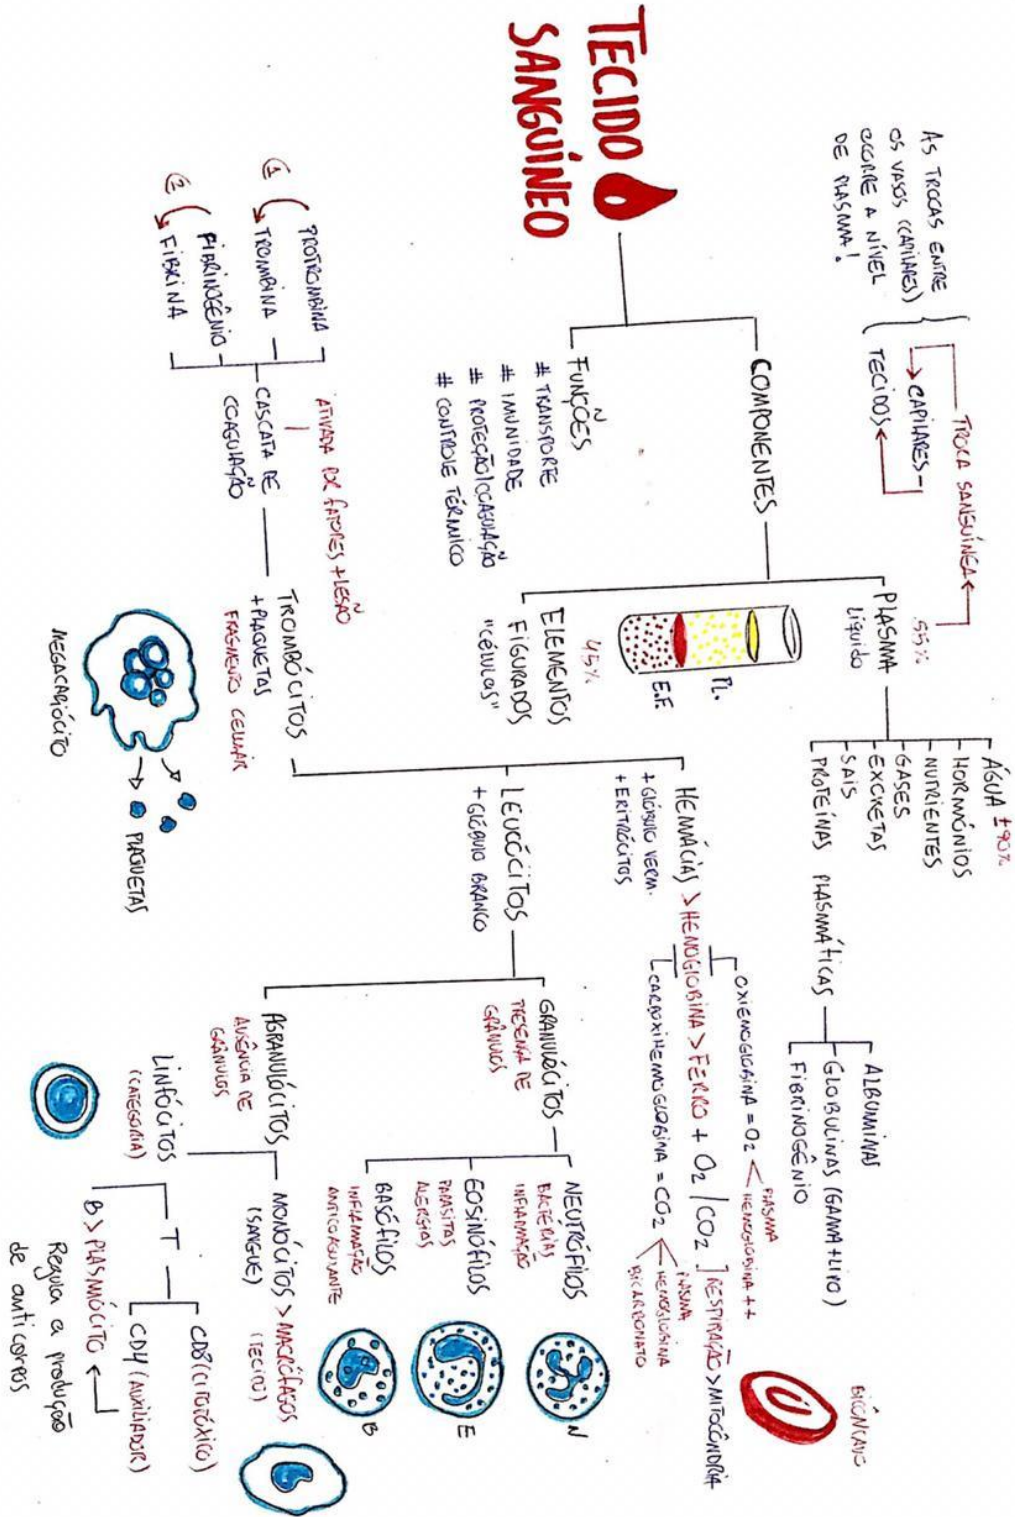 TECIDO
SANGUÍNEO
FUNÇÕES
# TRANSPORTE
# IMUNIDADE
# PROTEÇÃO/COAGULAÇÃO
# CONTROLE TÉRMICO
COMPONENTES
PLASMA
55%
Líquido
TROCA SANGUÍNEA
CAPILARES
TECIDOS
AS TROCAS ENTRE
OS VASOS (CAPILARES)
OCORRE A NÍVEL
DE PLASMA!
ÁGUA ±90%
HORMÔNIOS
NUTRIENTES
GASES
EXCRETAS
SAIS
PROTEÍNAS PLASMÁTICAS
ALBUMINAS
GLOBULINAS (GAMA+LIPO)
FIBRINOGÊNIO
PL.
E.F.
45%
ELEMENTOS
FIGURADOS
"CÉLULAS"
HEMÁCIAS > HEMOGLOBINA > FERRO + O2/CO2] RESPIRAÇÃO > MITOCÔNDRIA
+ GLÓBULO VERM.
+ ERITRÓCITOS
OXIEMOGLOBINA = O2 < PLASMA
HEMOGLOBINA ++
CARBOXIHEMOGLOBINA = CO2
PLASMA
HEMOGLOBINA
BICARBONATO
BICÔNCAVO
LEUCÓCITOS
+ GLÓBULO BRANCO
GRANULÓCITOS
PRESENÇA DE
GRÂNULOS
NEUTRÓFILOS
BACTÉRIAS
INFLAMAÇÃO
N
EOSINÓFILOS
PARASITAS
ALERGIAS
E
BASÓFILOS
INFLAMAÇÃO
ANTICOAGULANTE
B
AGRANULÓCITOS
AUSÊNCIA DE
GRÂNULOS
MONÓCITOS > MACRÓFAGOS
(SANGUE)
LINFÓCITOS
(CATEGORIA)
T
CD8 (CITOTÓXICO)
CD4 (AUXILIADOR)
B > PLASMÓCITO
Regula a produção
de anticorpos
TROMBÓCITOS
+ PLAQUETAS
FRAGMENTO CELULAR
CASCATA DE
COAGULAÇÃO
ATIVADA POR FATORES + LESÃO
1 PROTROMBINA
TROMBINA
2 FIBRINOGÊNIO
FIBRINA
MEGACARIÓCITO
PLAQUETAS